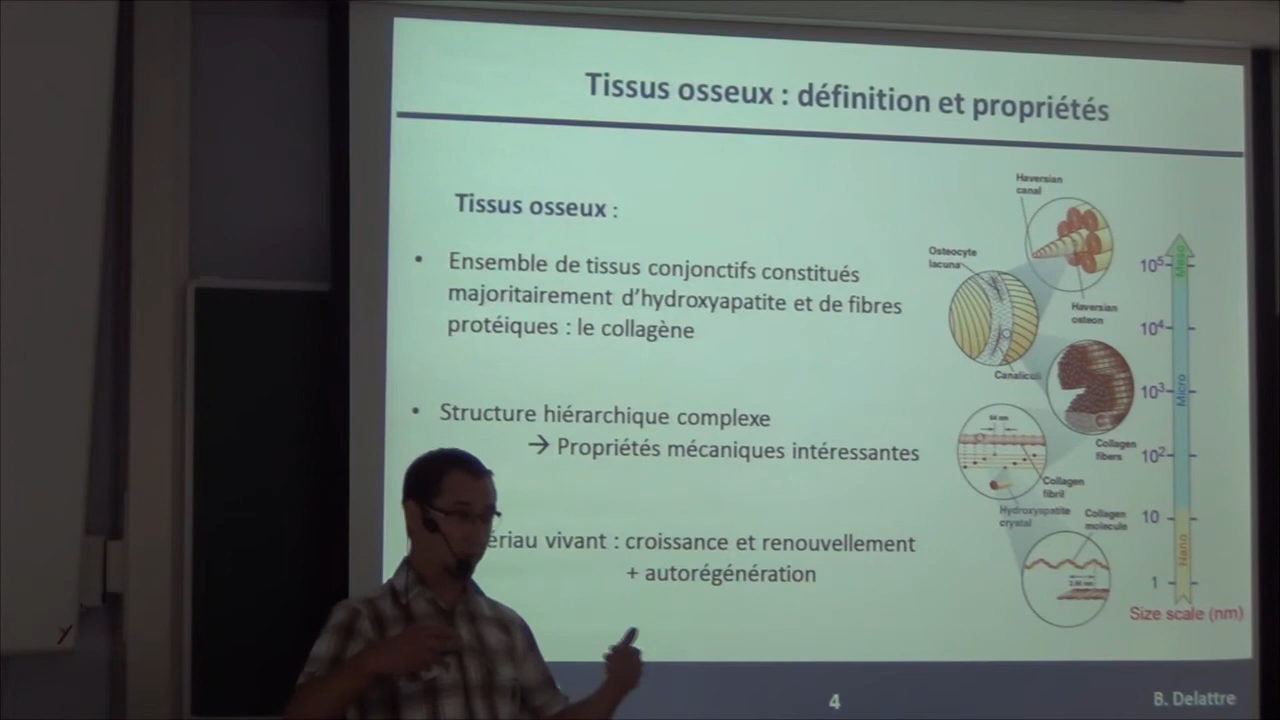 Tissus osseux : définition et propriétés
Tissus osseux :
• Ensemble de tissus conjonctifs constitués
majoritairement d'hydroxyapatite et de fibres
protéiques : le collagène
• Structure hiérarchique complexe
→ Propriétés mécaniques intéressantes
ériau vivant : croissance et renouvellement
+ autorégénération
Haversian
canal
Osteocyte
lacuna
Haversian
osteon
Canaliculi
Collagen
fibers
Collagen
fibril
Hydroxyapatite
crystal
Collagen
molecule
10⁵
10⁴
10³
10²
10
1
Meso
Micro
Nano
Size scale (nm)
4
B. Delattre